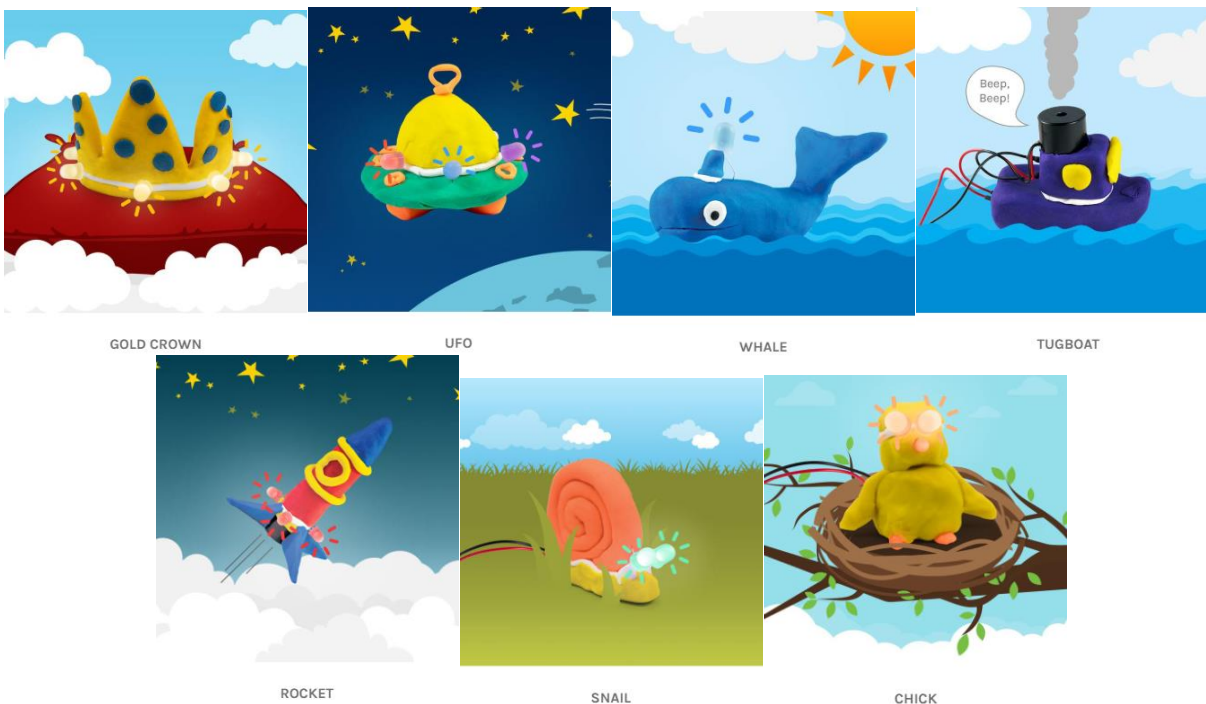 Beep,
Beep!
GOLD CROWN
UFO
WHALE
TUGBOAT
ROCKET
SNAIL
CHICK